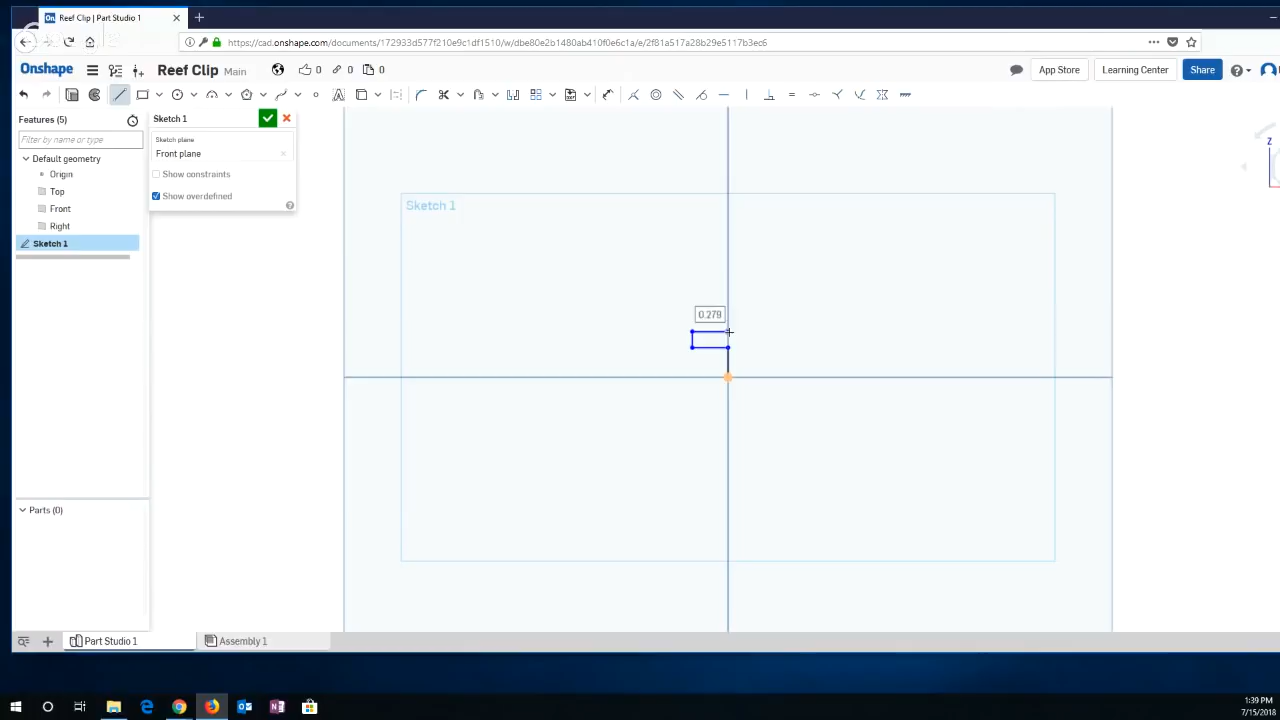 Reef Clip | Part Studio 1
https://cad.onshape.com/documents/172933d577f210e9c1df1510/w/dbe80e2b1480ab410f0e6c1a/e/2f81a517a28b29e5117b3ec6
Onshape
Reef Clip Main
0
0
0
App Store
Learning Center
Share
Features (5)
Filter by name or type
Default geometry
Origin
Top
Front
Right
Sketch 1
Sketch 1
Sketch plane
Front plane
Show constraints
Show overdefined
Sketch 1
0.279
Z
Parts (0)
Part Studio 1
Assembly 1
1:39 PM
7/15/2018